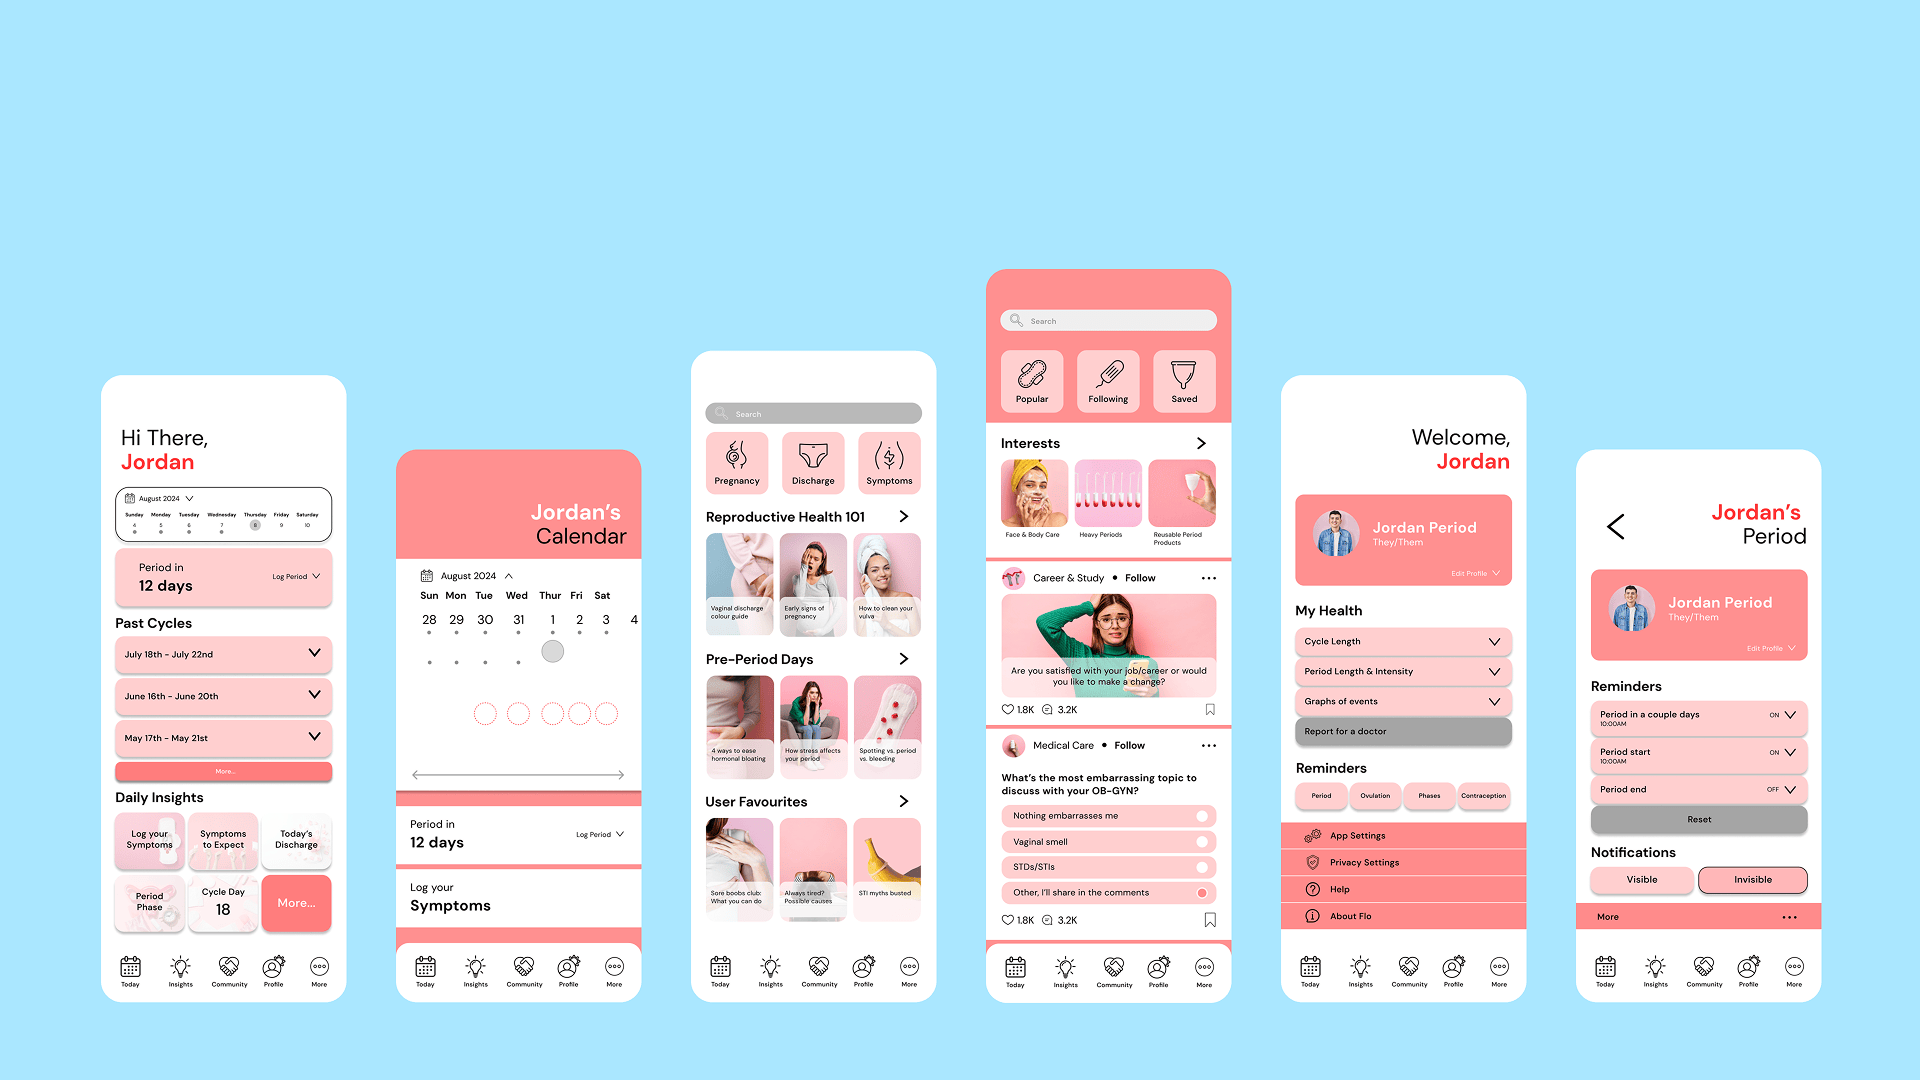 Hi There,
Jordan
August 2024
Sunday Monday Tuesday Wednesday Thursday Friday Saturday
4 5 6 7 8 9 10
Period in
12 days
Log Period
Past Cycles
July 18th - July 22nd
June 16th - June 20th
May 17th - May 21st
More...
Daily Insights
Log your
Symptoms
Symptoms
to Expect
Today's
Discharge
Period
Phase
Cycle Day
18
More...
Today Insights Community Profile More
Jordan's
Calendar
August 2024
Sun Mon Tue Wed Thur Fri Sat
28 29 30 31 1 2 3 4
Period in
12 days
Log Period
Log your
Symptoms
Today Insights Community Profile More
Search
Pregnancy Discharge Symptoms
Reproductive Health 101
Vaginal discharge
colour guide
Early signs of
pregnancy
How to clean your
vulva
Pre-Period Days
4 ways to ease
hormonal bloating
How stress affects
your period
Spotting vs. period
vs. bleeding
User Favourites
Sore boobs club:
What you can do
Always tired?
Possible causes
STI myths busted
Today Insights Community Profile More
Search
Popular Following Saved
Interests
Face & Body Care
Heavy Periods
Reusable Period
Products
Career & Study • Follow
Are you satisfied with your job/career or would
you like to make a change?
1.8K 3.2K
Medical Care • Follow
What's the most embarrassing topic to
discuss with your OB-GYN?
Nothing embarrasses me
Vaginal smell
STDs/STIs
Other, I'll share in the comments
1.8K 3.2K
Today Insights Community Profile More
Welcome,
Jordan
Jordan Period
They/Them
Edit Profile
My Health
Cycle Length
Period Length & Intensity
Graphs of events
Report for a doctor
Reminders
Period Ovulation Phases Contraception
App Settings
Privacy Settings
Help
About Flo
Today Insights Community Profile More
Jordan's
Period
Jordan Period
They/Them
Edit Profile
Reminders
Period in a couple days ON
10:00AM
Period start ON
10:00AM
Period end OFF
Reset
Notifications
Visible Invisible
More
Today Insights Community Profile More